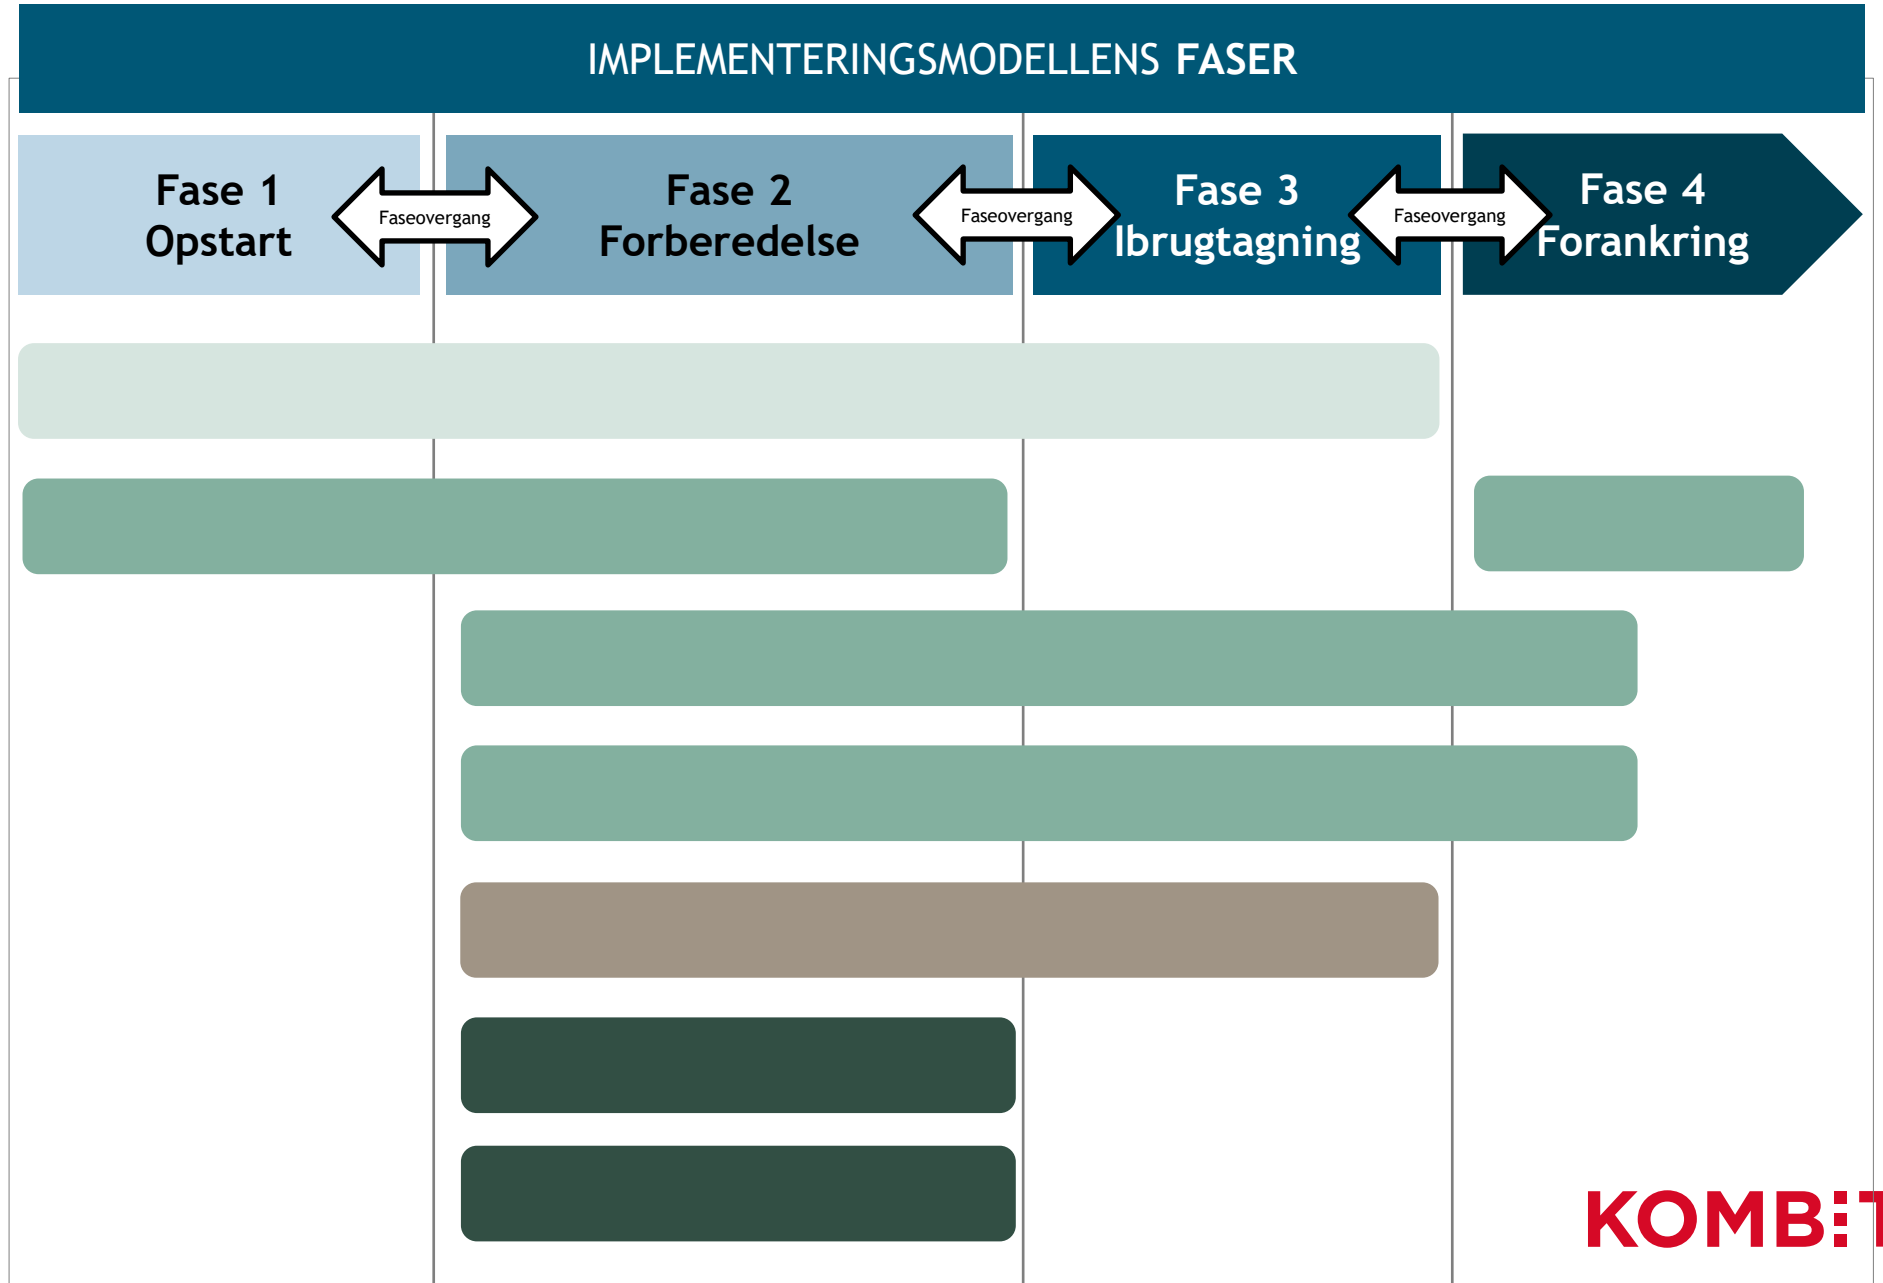 IMPLEMENTERINGSMODELLENS FASER
Fase 1
Opstart
Faseovergang
Fase 2
Forberedelse
Faseovergang
Fase 3
Ibrugtagning
Faseovergang
Fase 4
Forankring
KOMBIT